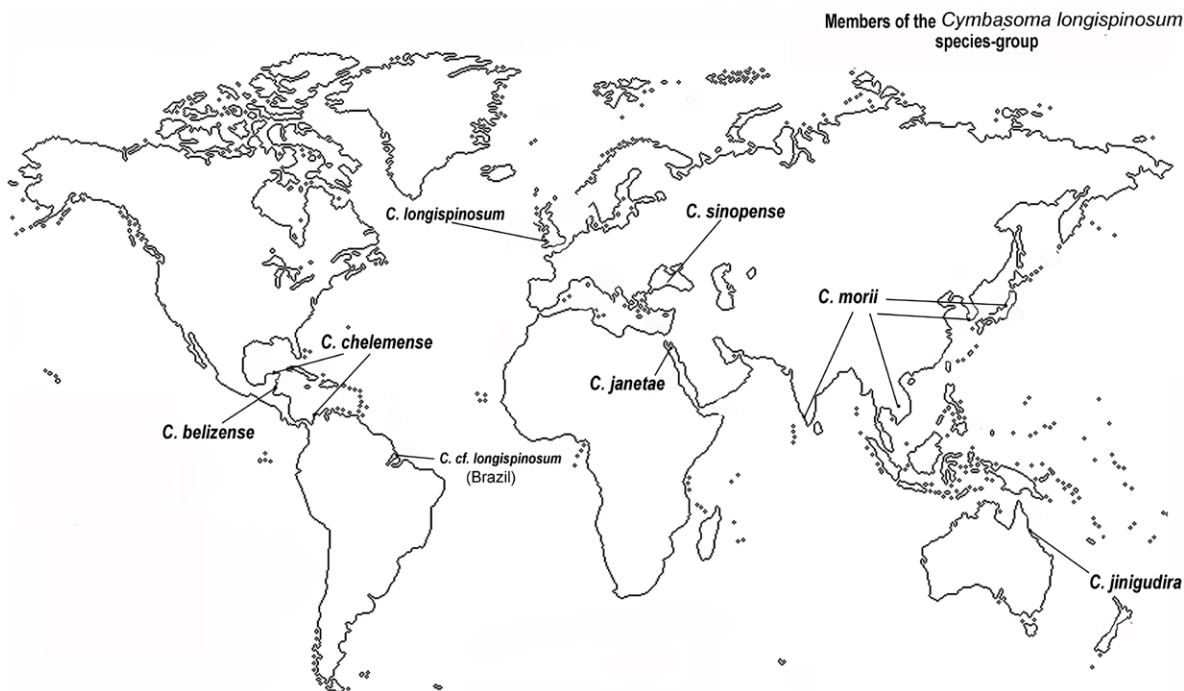 Members of the Cymbasoma longispinosum
species-group
C. longispinosum
C. sinopense
C. morii
C. chelemense
C. janetae
C. belizense
C. cf. longispinosum
(Brazil)
C. jinigudira